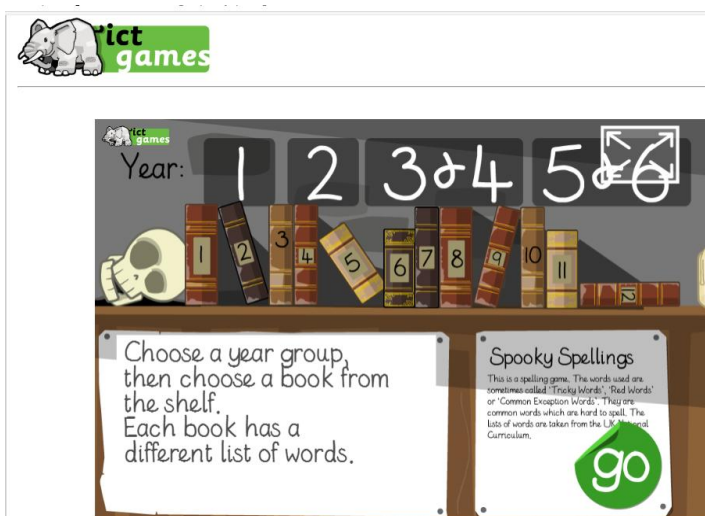 ict
games
ict
games
Year: 1 2 3&4 5&6
1 2 3 4 5 6 7 8 9 10 11 12
Choose a year group,
then choose a book from
the shelf.
Each book has a
different list of words.
Spooky Spellings
This is a spelling game. The words used are
sometimes called 'Tricky Words', 'Red Words'
or 'Common Exception Words'. They are
common words which are hard to spell. The
lists of words are taken from the UK National
Curriculum.
go